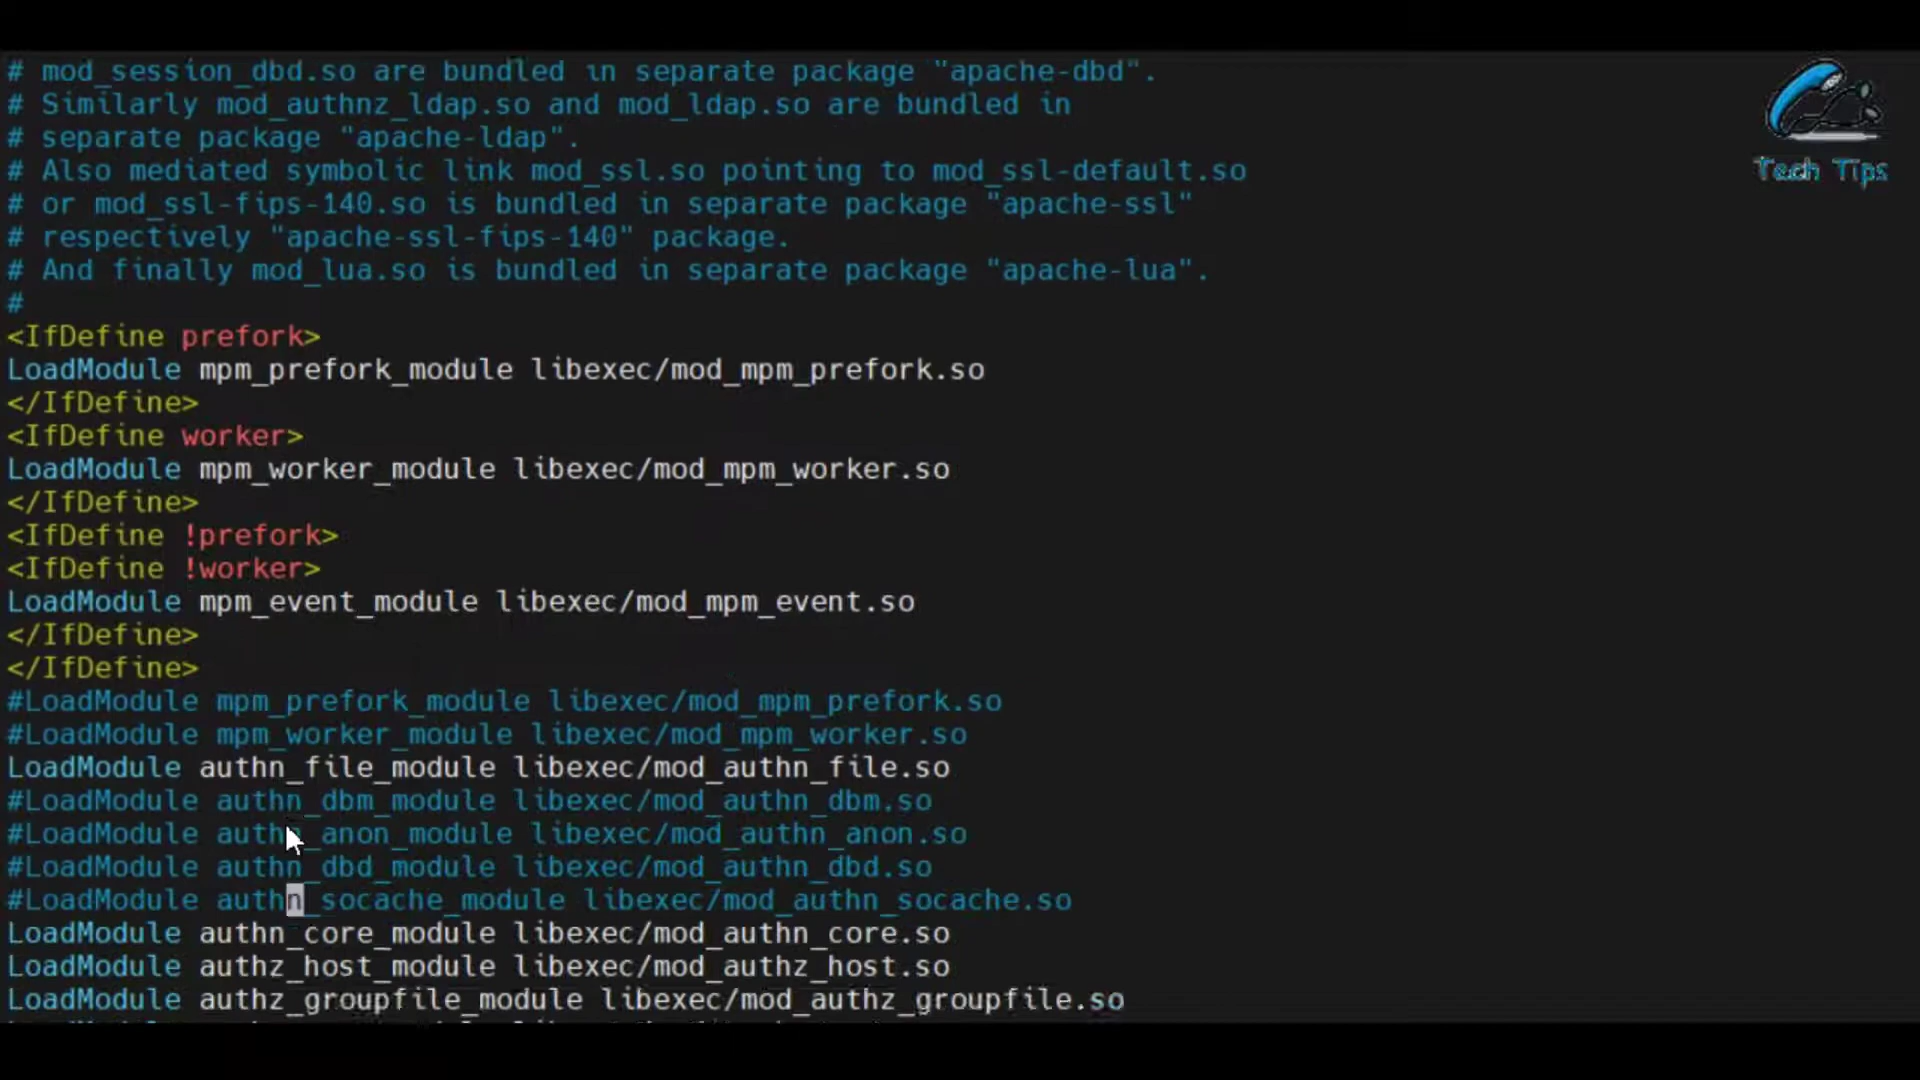 # mod_session_dbd.so are bundled in separate package "apache-dbd".
# Similarly mod_authnz_ldap.so and mod_ldap.so are bundled in
# separate package "apache-ldap".
# Also mediated symbolic link mod_ssl.so pointing to mod_ssl-default.so
# or mod_ssl-fips-140.so is bundled in separate package "apache-ssl"
# respectively "apache-ssl-fips-140" package.
# And finally mod_lua.so is bundled in separate package "apache-lua".
#
<IfDefine prefork>
LoadModule mpm_prefork_module libexec/mod_mpm_prefork.so
</IfDefine>
<IfDefine worker>
LoadModule mpm_worker_module libexec/mod_mpm_worker.so
</IfDefine>
<IfDefine !prefork>
<IfDefine !worker>
LoadModule mpm_event_module libexec/mod_mpm_event.so
</IfDefine>
</IfDefine>
#LoadModule mpm_prefork_module libexec/mod_mpm_prefork.so
#LoadModule mpm_worker_module libexec/mod_mpm_worker.so
LoadModule authn_file_module libexec/mod_authn_file.so
#LoadModule authn_dbm_module libexec/mod_authn_dbm.so
#LoadModule authn_anon_module libexec/mod_authn_anon.so
#LoadModule authn_dbd_module libexec/mod_authn_dbd.so
#LoadModule authn_socache_module libexec/mod_authn_socache.so
LoadModule authn_core_module libexec/mod_authn_core.so
LoadModule authz_host_module libexec/mod_authz_host.so
LoadModule authz_groupfile_module libexec/mod_authz_groupfile.so
Tech Tips